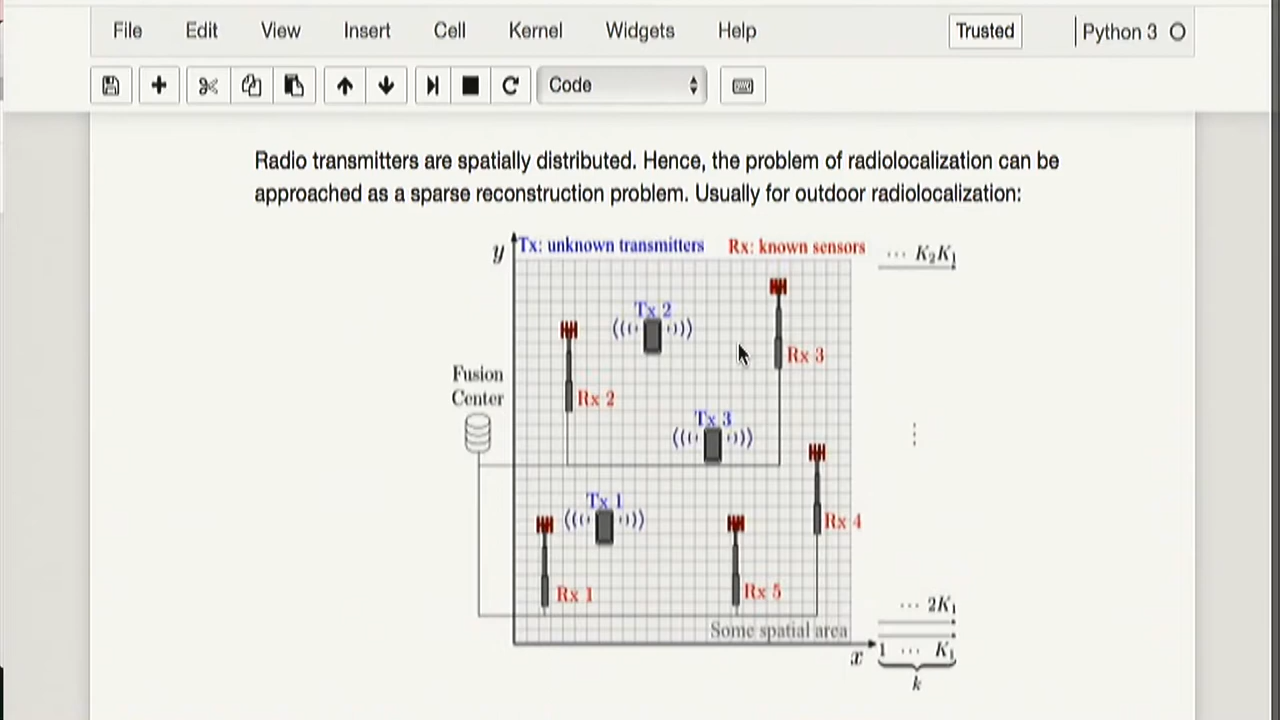 File Edit View Insert Cell Kernel Widgets Help Trusted Python 3
Code
Radio transmitters are spatially distributed. Hence, the problem of radiolocalization can be
approached as a sparse reconstruction problem. Usually for outdoor radiolocalization:
y Tx: unknown transmitters Rx: known sensors ⋯ K₂K₁
Tx 2
Rx 3
Fusion
Center
Rx 2
Tx 3
⋮
Tx 1
Rx 4
Rx 1
Rx 5
⋯ 2K₁
Some spatial area
x 1 ⋯ K₁
k